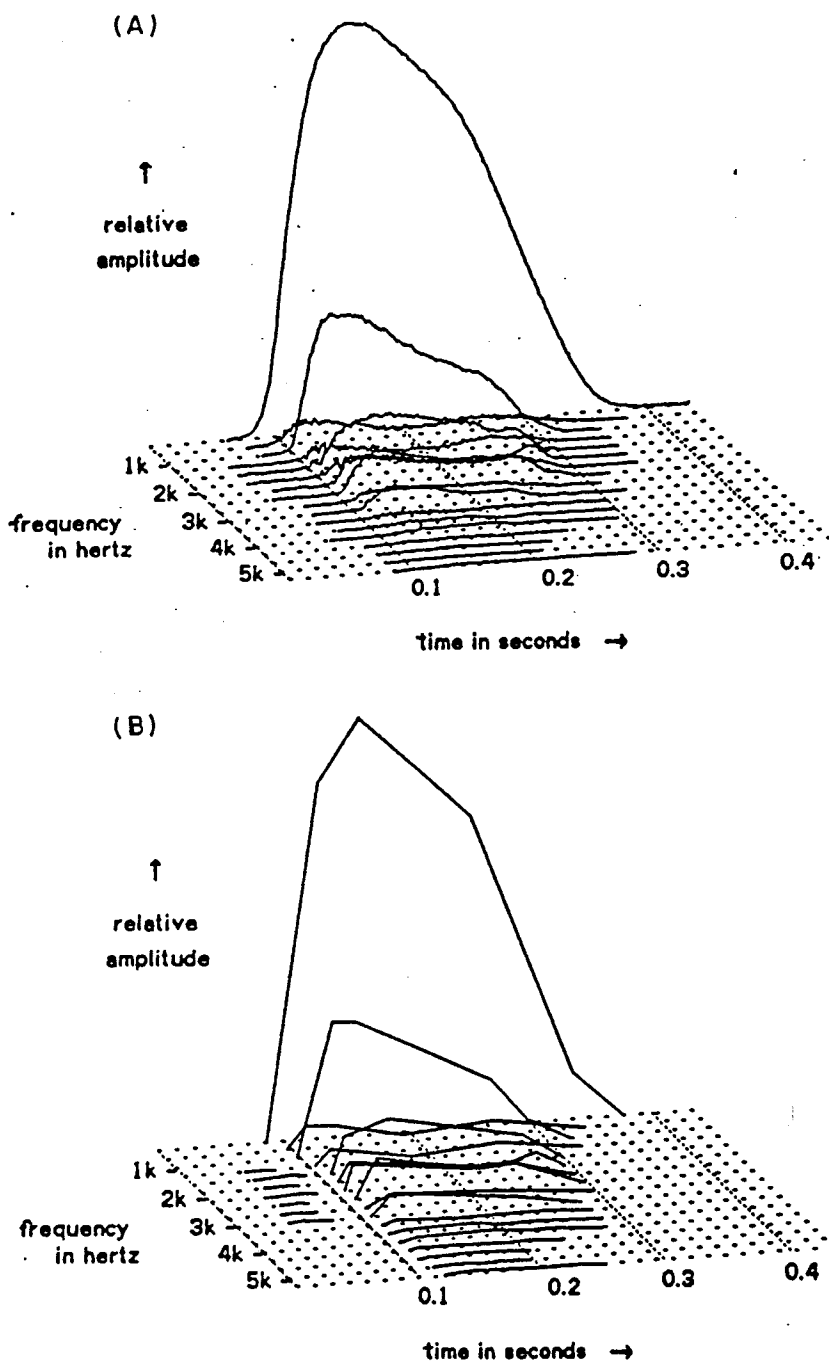 (A)
↑
relative
amplitude
1k
2k
3k
4k
5k
frequency
in hertz
0.1
0.2
0.3
0.4
time in seconds →
(B)
↑
relative
amplitude
1k
2k
3k
4k
5k
frequency
in hertz
0.1
0.2
0.3
0.4
time in seconds →